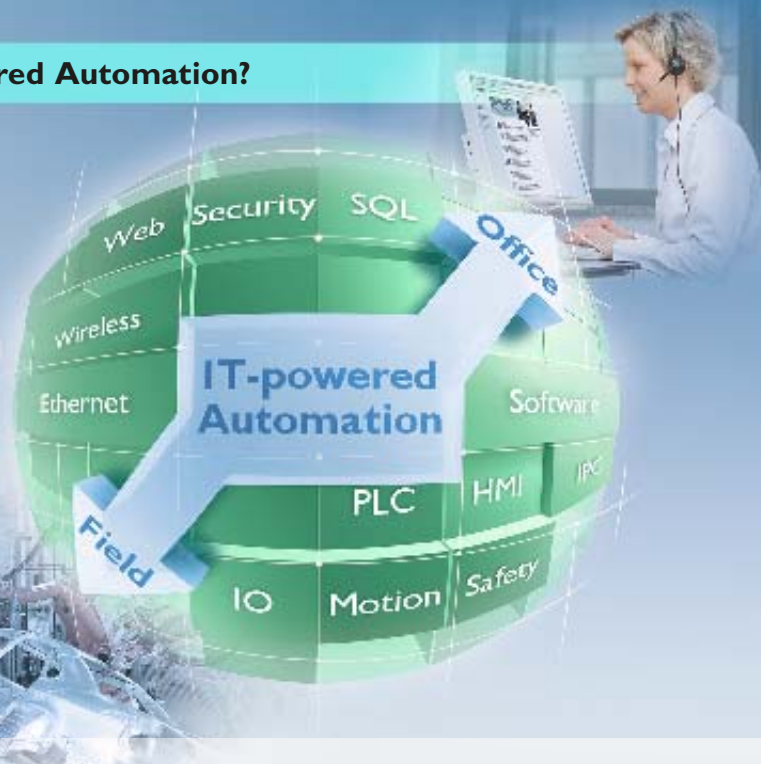 red Automation?
Web Security SQL
Office
Wireless
IT-powered
Automation
Ethernet
Software
PLC HMI IPC
Field
IO Motion Safety